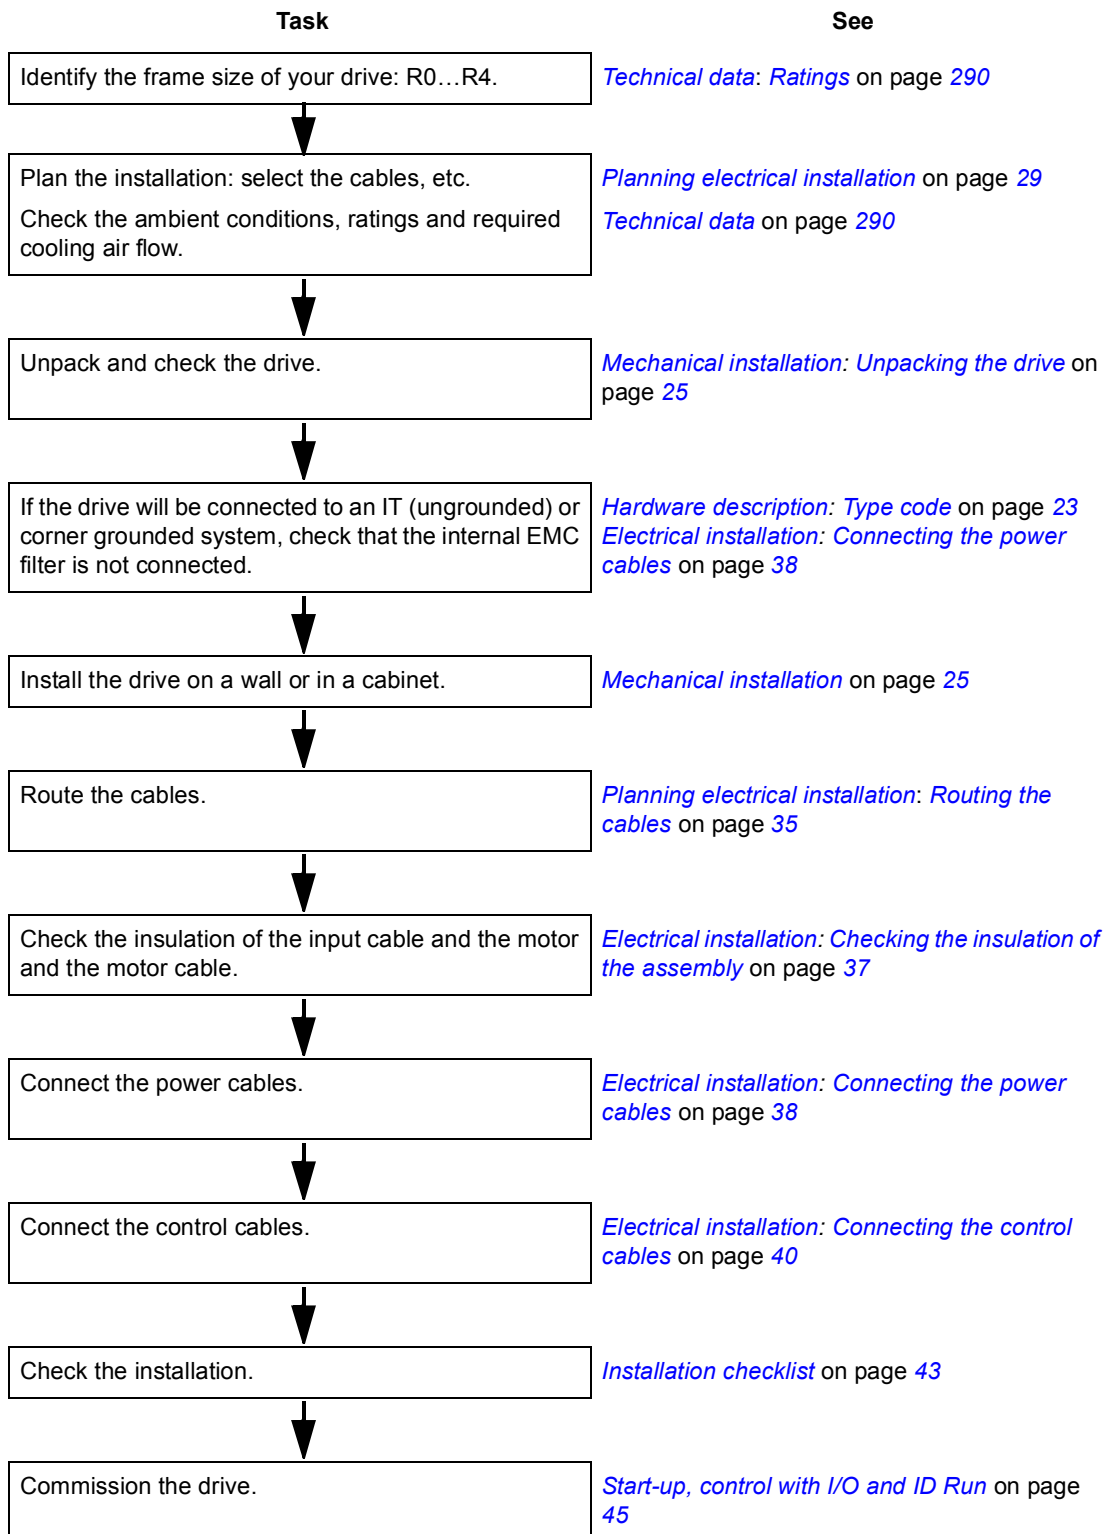 Task See
Identify the frame size of your drive: R0…R4.
Technical data: Ratings on page 290
Plan the installation: select the cables, etc.
Check the ambient conditions, ratings and required
cooling air flow.
Planning electrical installation on page 29
Technical data on page 290
Unpack and check the drive.
Mechanical installation: Unpacking the drive on
page 25
If the drive will be connected to an IT (ungrounded) or
corner grounded system, check that the internal EMC
filter is not connected.
Hardware description: Type code on page 23
Electrical installation: Connecting the power
cables on page 38
Install the drive on a wall or in a cabinet.
Mechanical installation on page 25
Route the cables.
Planning electrical installation: Routing the
cables on page 35
Check the insulation of the input cable and the motor
and the motor cable.
Electrical installation: Checking the insulation of
the assembly on page 37
Connect the power cables.
Electrical installation: Connecting the power
cables on page 38
Connect the control cables.
Electrical installation: Connecting the control
cables on page 40
Check the installation.
Installation checklist on page 43
Commission the drive.
Start-up, control with I/O and ID Run on page
45